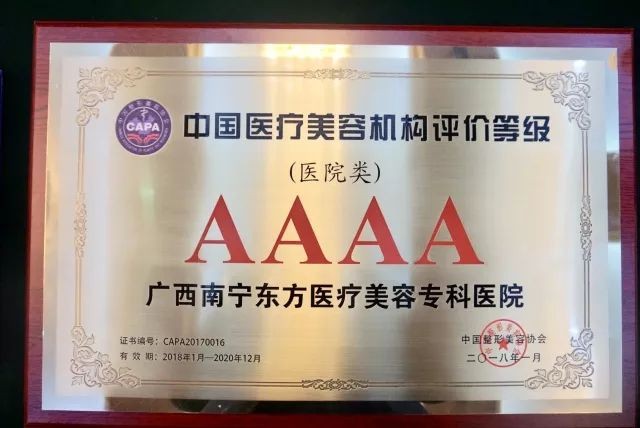 CAPA
中国医疗美容机构评价等级
(医院类)
AAAA
广西南宁东方医疗美容专科医院
证书编号：CAPA20170016
有 效 期：2018年1月—2020年12月
中国整形美容协会
二〇一八年一月